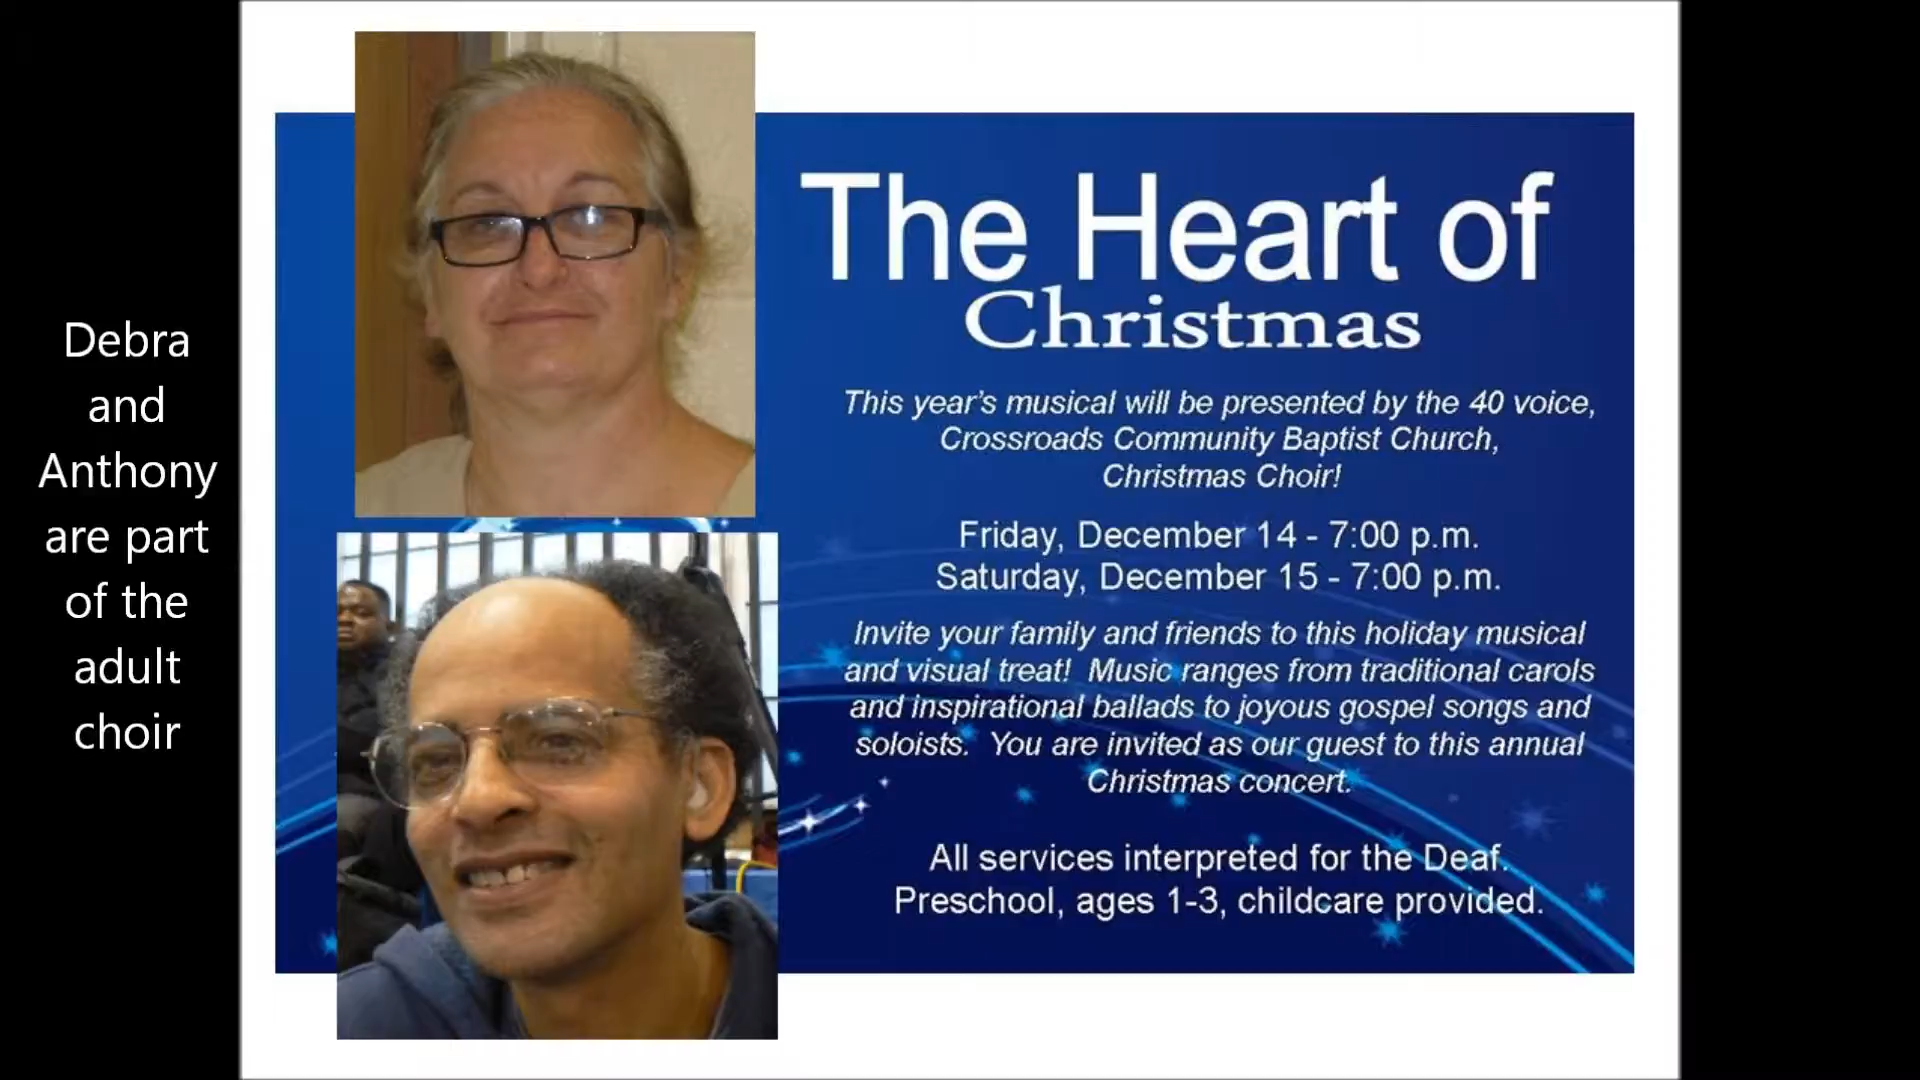 Debra
and
Anthony
are part
of the
adult
choir
The Heart of
Christmas
This year's musical will be presented by the 40 voice,
Crossroads Community Baptist Church,
Christmas Choir!
Friday, December 14 - 7:00 p.m.
Saturday, December 15 - 7:00 p.m.
Invite your family and friends to this holiday musical
and visual treat!  Music ranges from traditional carols
and inspirational ballads to joyous gospel songs and
soloists.  You are invited as our guest to this annual
Christmas concert.
All services interpreted for the Deaf.
Preschool, ages 1-3, childcare provided.